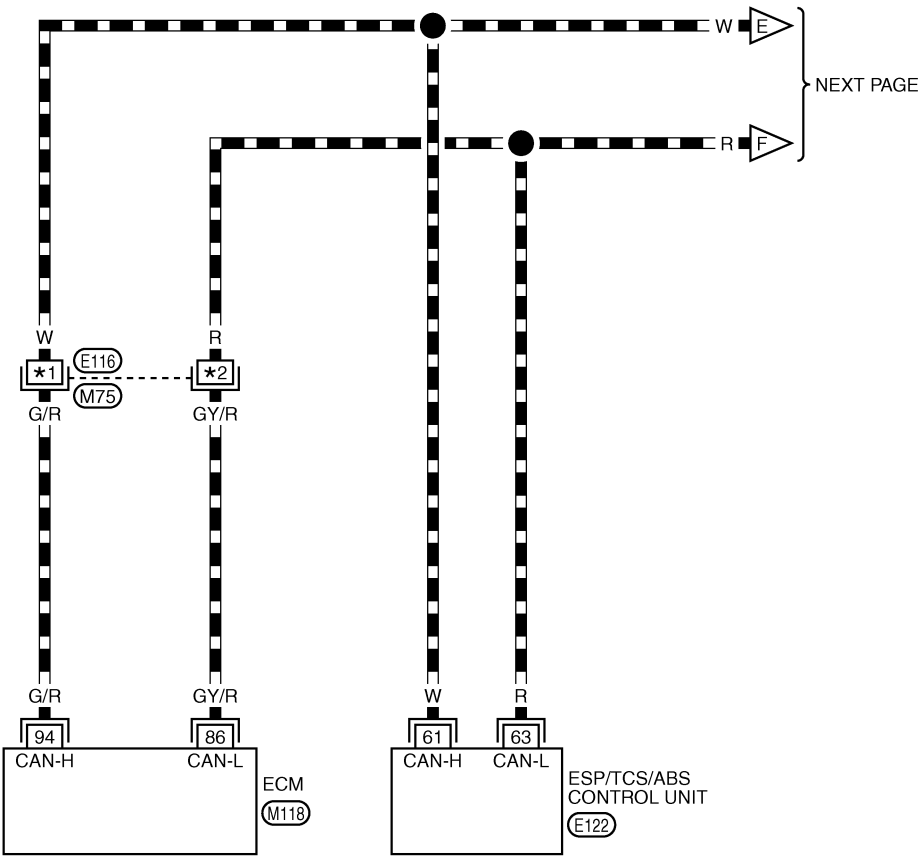 W E
NEXT PAGE
R F
W R
*1 E116 *2
M75
G/R GY/R
G/R GY/R W R
94 86 61 63
CAN-H CAN-L CAN-H CAN-L
ECM
M118
ESP/TCS/ABS
CONTROL UNIT
E122